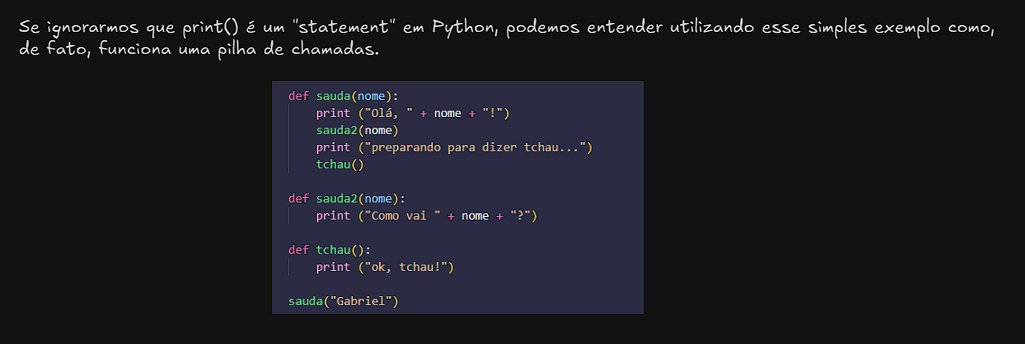 Se ignorarmos que print() é um "statement" em Python, podemos entender utilizando esse simples exemplo como,
de fato, funciona uma pilha de chamadas.
def sauda(nome):
    print ("Olá, " + nome + "!")
    sauda2(nome)
    print ("preparando para dizer tchau...")
    tchau()
def sauda2(nome):
    print ("Como vai " + nome + "?")
def tchau():
    print ("ok, tchau!")
sauda("Gabriel")